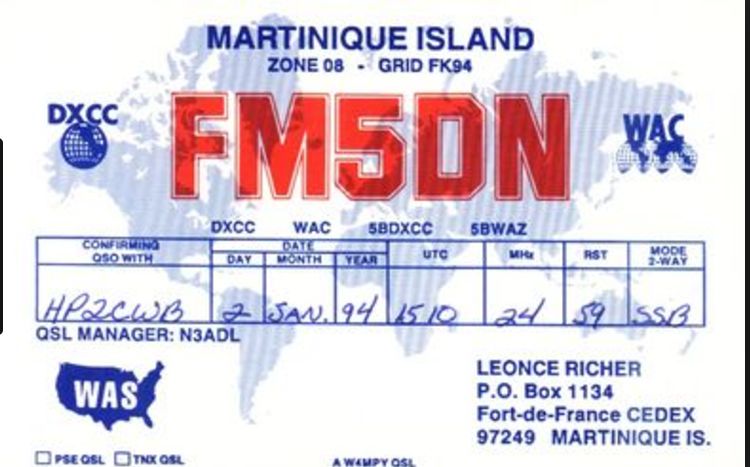 MARTINIQUE ISLAND
ZONE 08 - GRID FK94
DXCC
FM5DN
WAC
DXCC WAC 5BDXCC 5BWAZ
CONFIRMING QSO WITH
DATE
DAY MONTH YEAR
UTC
MHz
RST
MODE 2-WAY
HP2CWB 2 JAN. 94 1510 24 59 SSB
QSL MANAGER: N3ADL
WAS
LEONCE RICHER
P.O. Box 1134
Fort-de-France CEDEX
97249 MARTINIQUE IS.
PSE QSL TNX QSL
A W4MPY QSL